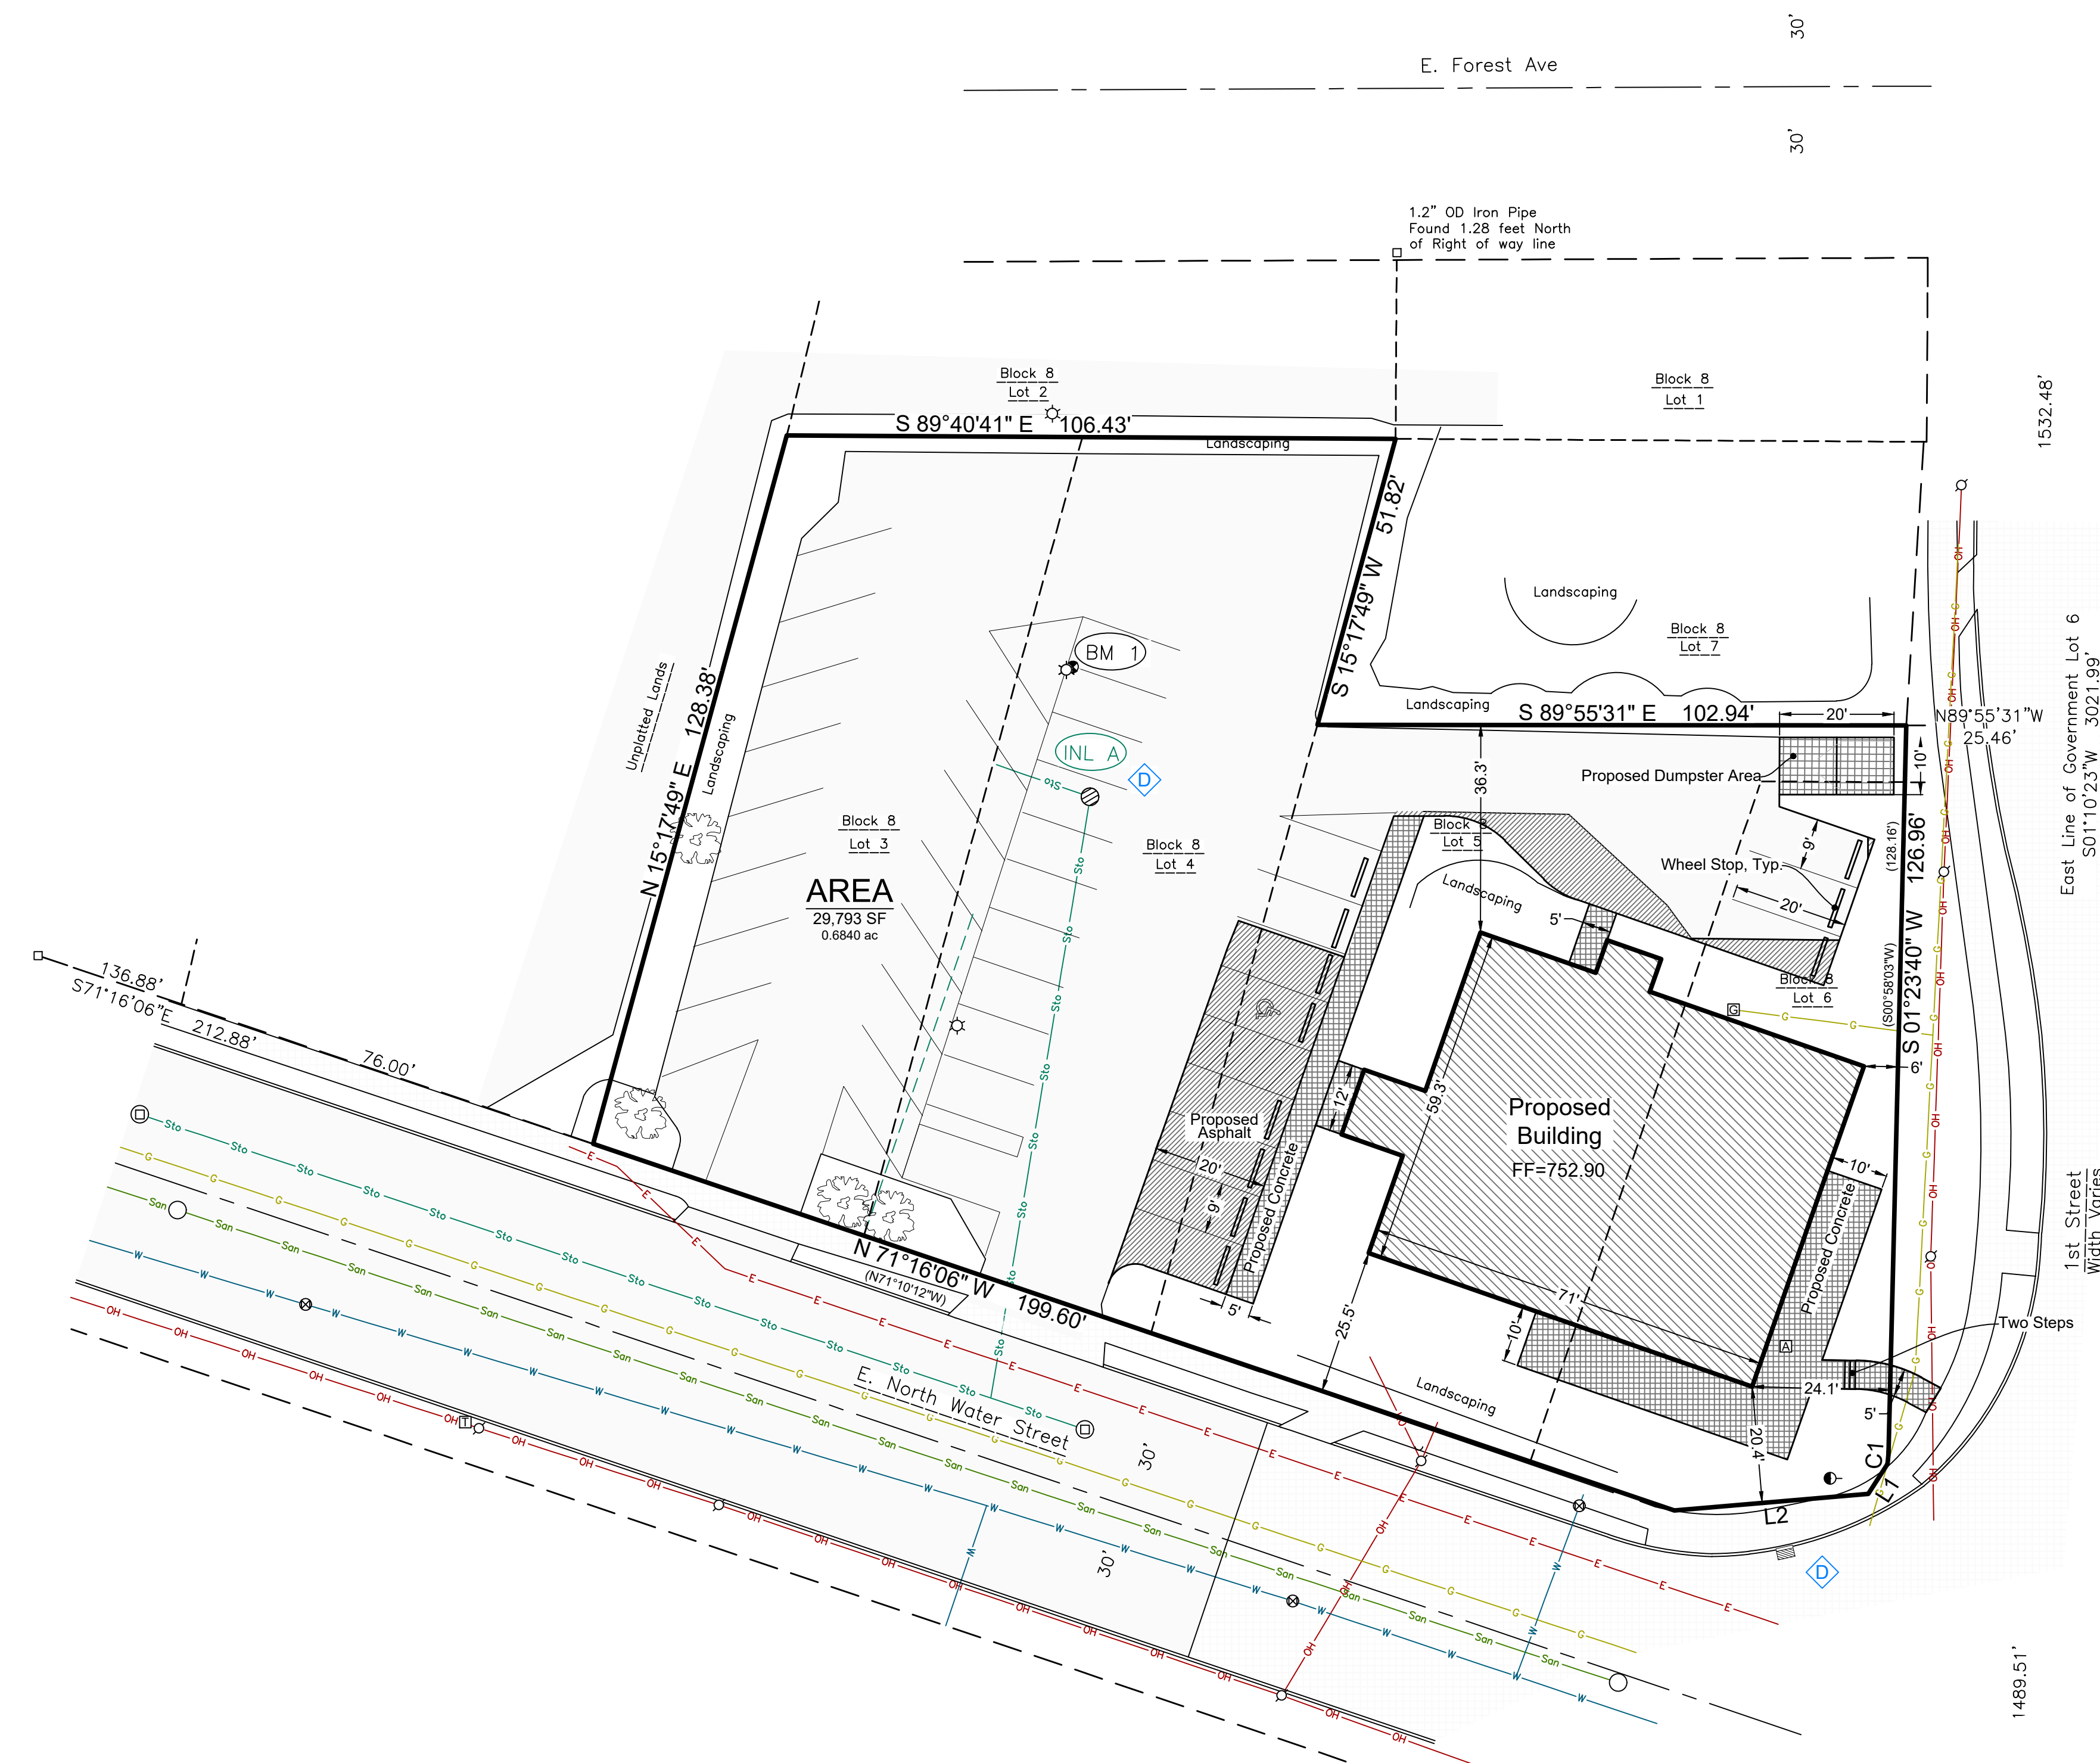 30'
E. Forest Ave
30'
1.2" OD Iron Pipe
Found 1.28 feet North
of Right of way line
Block 8
Lot 2
Block 8
Lot 1
1532.48'
S 89°40'41" E 106.43'
Landscaping
S 15°17'49" W 51.82'
Landscaping
Block 8
Lot 7
Landscaping
S 89°55'31" E 102.94'
20'
N89°55'31"W
25.46'
10'
East Line of Government Lot 6
S01°10'23"W 3021.99'
Unplatted Lands
N 15°17'49" E 128.38'
Landscaping
BM 1
INL A
D
36.3'
Proposed Dumpster Area
Block 8
Lot 3
AREA
29,793 SF
0.6840 ac
Block 8
Lot 4
Block 8
Lot 5
Landscaping
Wheel Stop, Typ.
9'
20'
5'
(128.16')
S 01°23'40" W 126.96'
(S00°58'03"W)
Block 8
Lot 6
G
6'
136.88'
S71°16'06"E 212.88'
76.00'
59.3'
12'
Proposed
Building
FF=752.90
Proposed
Asphalt
20'
9'
Proposed Concrete
5'
10'
Proposed Concrete
71'
25.5'
10'
A
Two Steps
24.1'
5'
20.4'
1st Street
Width Varies
N 71°16'06" W 199.60'
(N71°10'12"W)
Landscaping
E. North Water Street
30'
30'
T
C1
L1
L2
D
1489.51'
Sto
G
San
W
OH
E